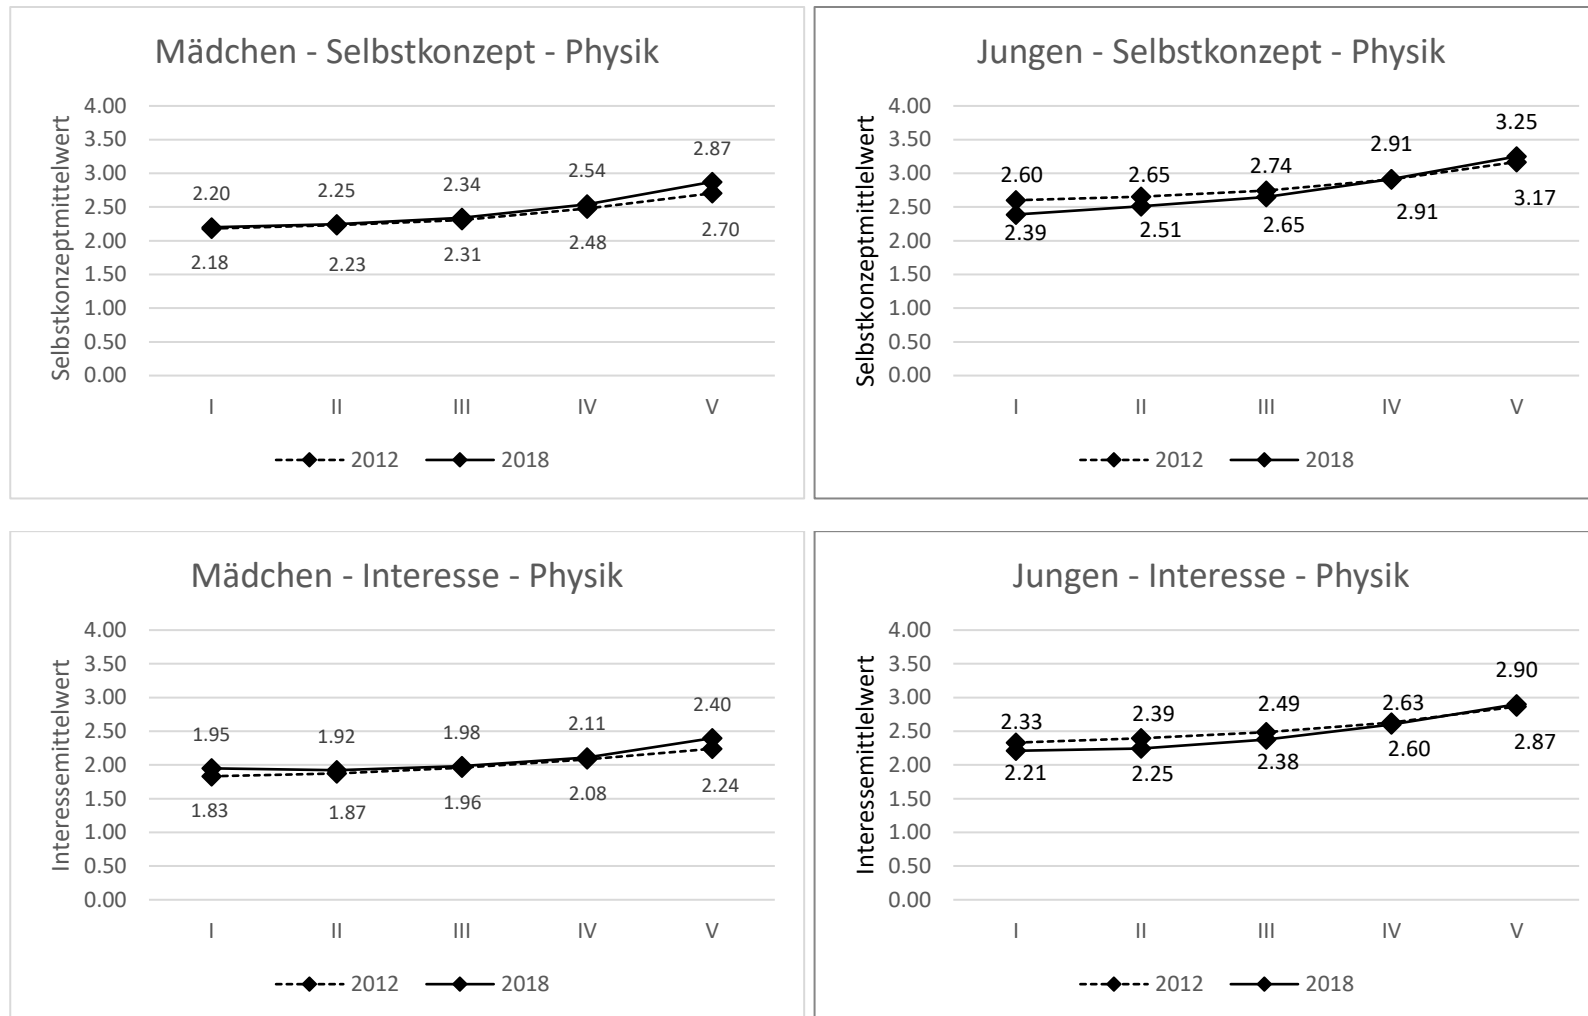 Mädchen - Selbstkonzept - Physik
Selbstkonzeptmittelwert
4.00
3.50
3.00
2.50
2.00
1.50
1.00
0.50
0.00
2.20 2.25 2.34 2.54 2.87
2.18 2.23 2.31 2.48 2.70
I II III IV V
2012 2018
Jungen - Selbstkonzept - Physik
Selbstkonzeptmittlelwert
4.00
3.50
3.00
2.50
2.00
1.50
1.00
0.50
0.00
2.60 2.65 2.74 2.91 3.25
2.39 2.51 2.65 2.91 3.17
I II III IV V
2012 2018
Mädchen - Interesse - Physik
Interessemittelwert
4.00
3.50
3.00
2.50
2.00
1.50
1.00
0.50
0.00
1.95 1.92 1.98 2.11 2.40
1.83 1.87 1.96 2.08 2.24
I II III IV V
2012 2018
Jungen - Interesse - Physik
Interessemittlelwert
4.00
3.50
3.00
2.50
2.00
1.50
1.00
0.50
0.00
2.33 2.39 2.49 2.63 2.90
2.21 2.25 2.38 2.60 2.87
I II III IV V
2012 2018